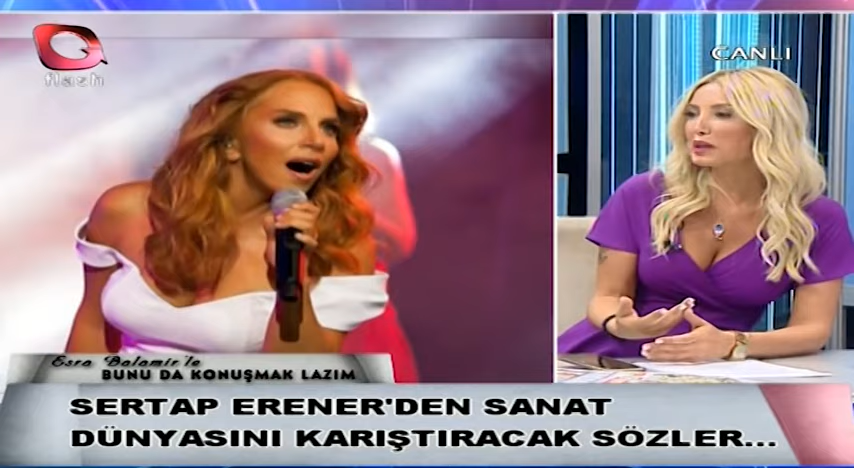 flash
CANLI
Esra Balamir'le
BUNU DA KONUŞMAK LAZIM
SERTAP ERENER'DEN SANAT
DÜNYASINI KARIŞTIRACAK SÖZLER...